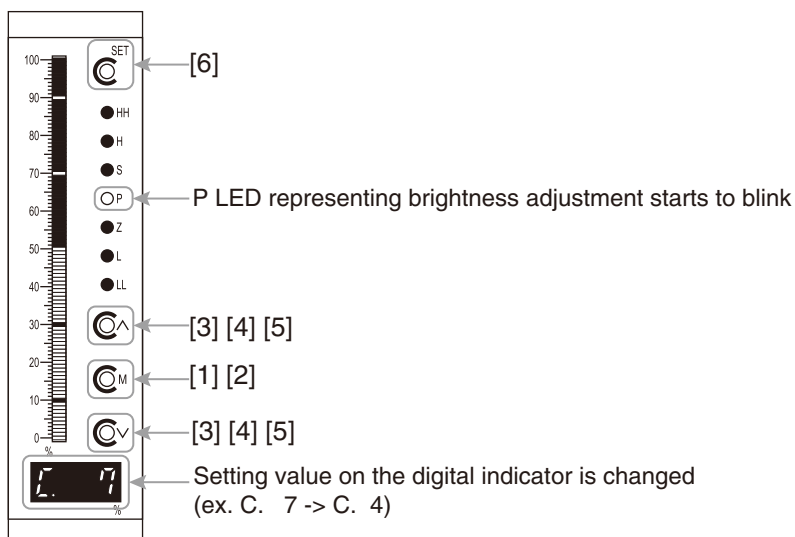 SET
[6]
100
90
HH
80
H
S
70
P
P LED representing brightness adjustment starts to blink
60
Z
50
L
40
LL
30
[3] [4] [5]
20
M
[1] [2]
10
[3] [4] [5]
0
%
C. 7
Setting value on the digital indicator is changed
(ex. C. 7 -> C. 4)
%